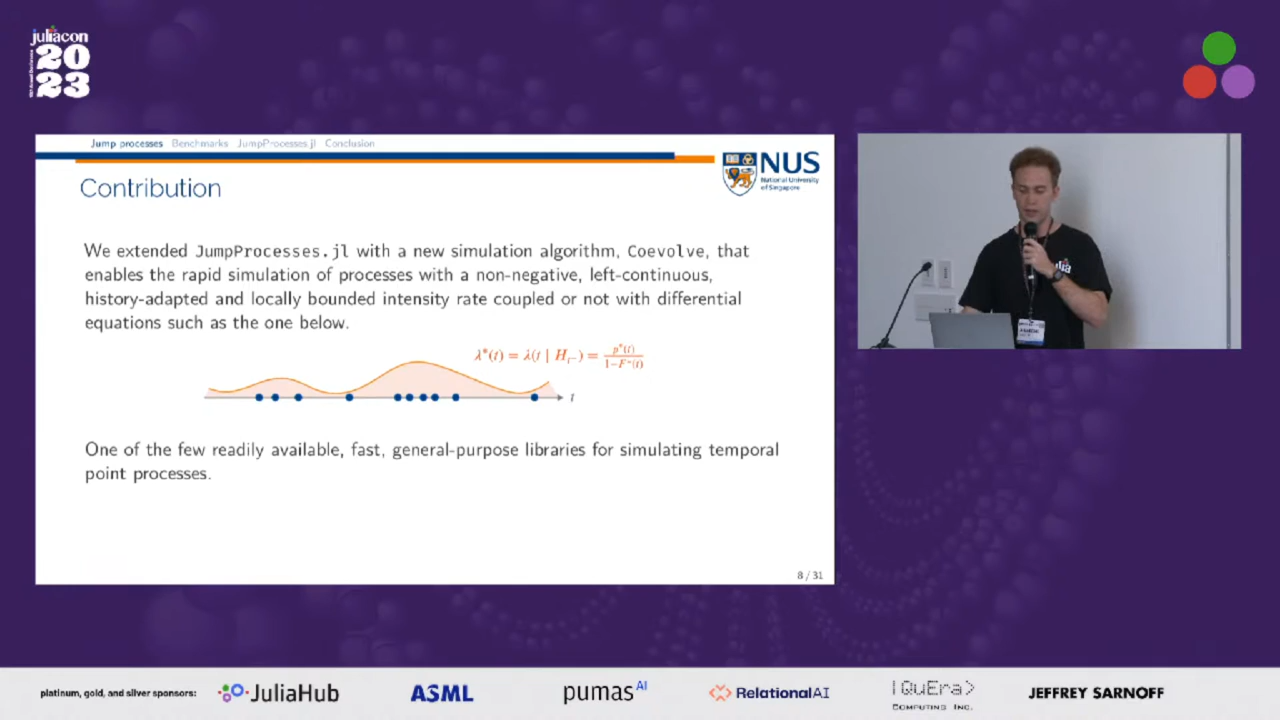 juliacon
20
23
Jump processes Benchmarks JumpProcesses.jl Conclusion
NUS
National University
of Singapore
Contribution
We extended JumpProcesses.jl with a new simulation algorithm, Coevolve, that
enables the rapid simulation of processes with a non-negative, left-continuous,
history-adapted and locally bounded intensity rate coupled or not with differential
equations such as the one below.
λ*(t) = λ(t | H_{t−}) = p*(t) / 1−F*(t)
t
One of the few readily available, fast, general-purpose libraries for simulating temporal
point processes.
8 / 31
platinum, gold, and silver sponsors: JuliaHub ASML pumas AI RelationalAI |QuEra> COMPUTING INC. JEFFREY SARNOFF